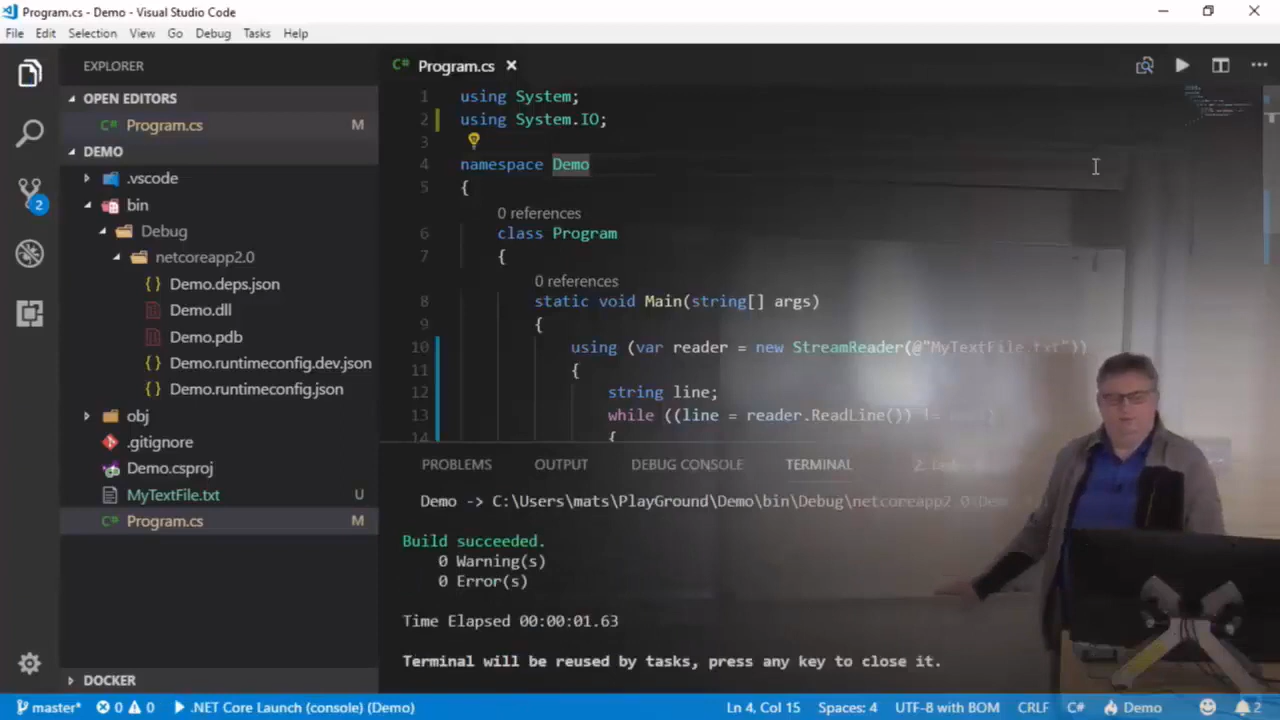 Program.cs - Demo - Visual Studio Code
File Edit Selection View Go Debug Tasks Help
EXPLORER
OPEN EDITORS
C# Program.cs M
DEMO
.vscode
bin
Debug
netcoreapp2.0
{ } Demo.deps.json
Demo.dll
Demo.pdb
{ } Demo.runtimeconfig.dev.json
{ } Demo.runtimeconfig.json
obj
.gitignore
Demo.csproj
MyTextFile.txt U
C# Program.cs M
DOCKER
2
C# Program.cs
1 using System;
2 using System.IO;
3
4 namespace Demo
5 {
0 references
6 class Program
7 {
0 references
8 static void Main(string[] args)
9 {
10 using (var reader = new StreamReader(@"MyTextFile.txt"))
11 {
12 string line;
13 while ((line = reader.ReadLine()) !=
14 {
PROBLEMS OUTPUT DEBUG CONSOLE TERMINAL
Demo -> C:\Users\mats\PlayGround\Demo\bin\Debug\netcoreapp2.0\
Build succeeded.
0 Warning(s)
0 Error(s)
Time Elapsed 00:00:01.63
Terminal will be reused by tasks, press any key to close it.
master* 0 0 .NET Core Launch (console) (Demo) Ln 4, Col 15 Spaces: 4 UTF-8 with BOM CRLF C# Demo 2